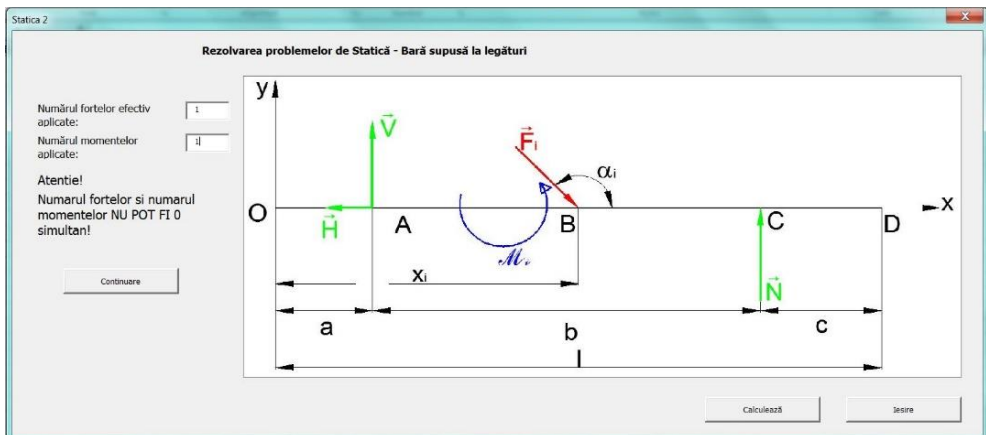 Statica 2
X
Rezolvarea problemelor de Statică - Bară supusă la legături
Numărul fortelor efectiv
aplicate:
1
Numărul momentelor
aplicate:
1
Atentie!
Numarul fortelor si numarul
momentelor NU POT FI 0
simultan!
Continuare
y
V
Fi
αi
O
H
A
B
C
D
x
M
xi
N
a
b
c
l
Calculează
Iesire